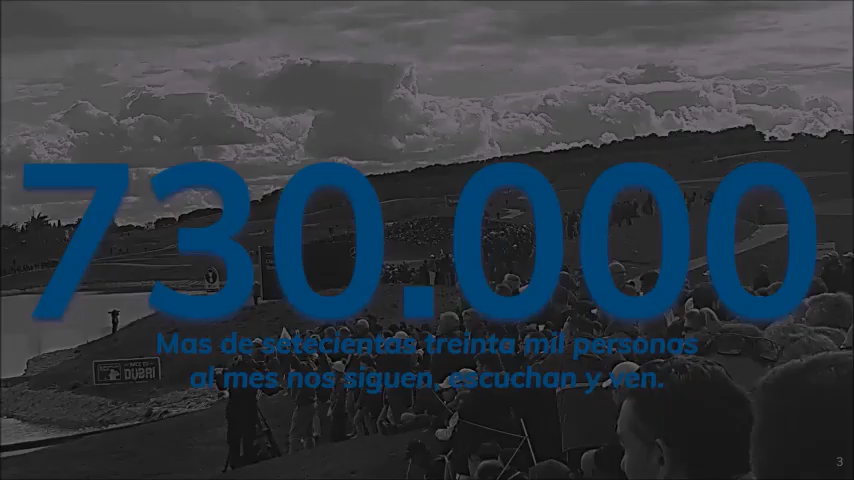 730.000
Mas de setecientas treinta mil personas
al mes nos siguen, escuchan y ven.
DUBAI
3